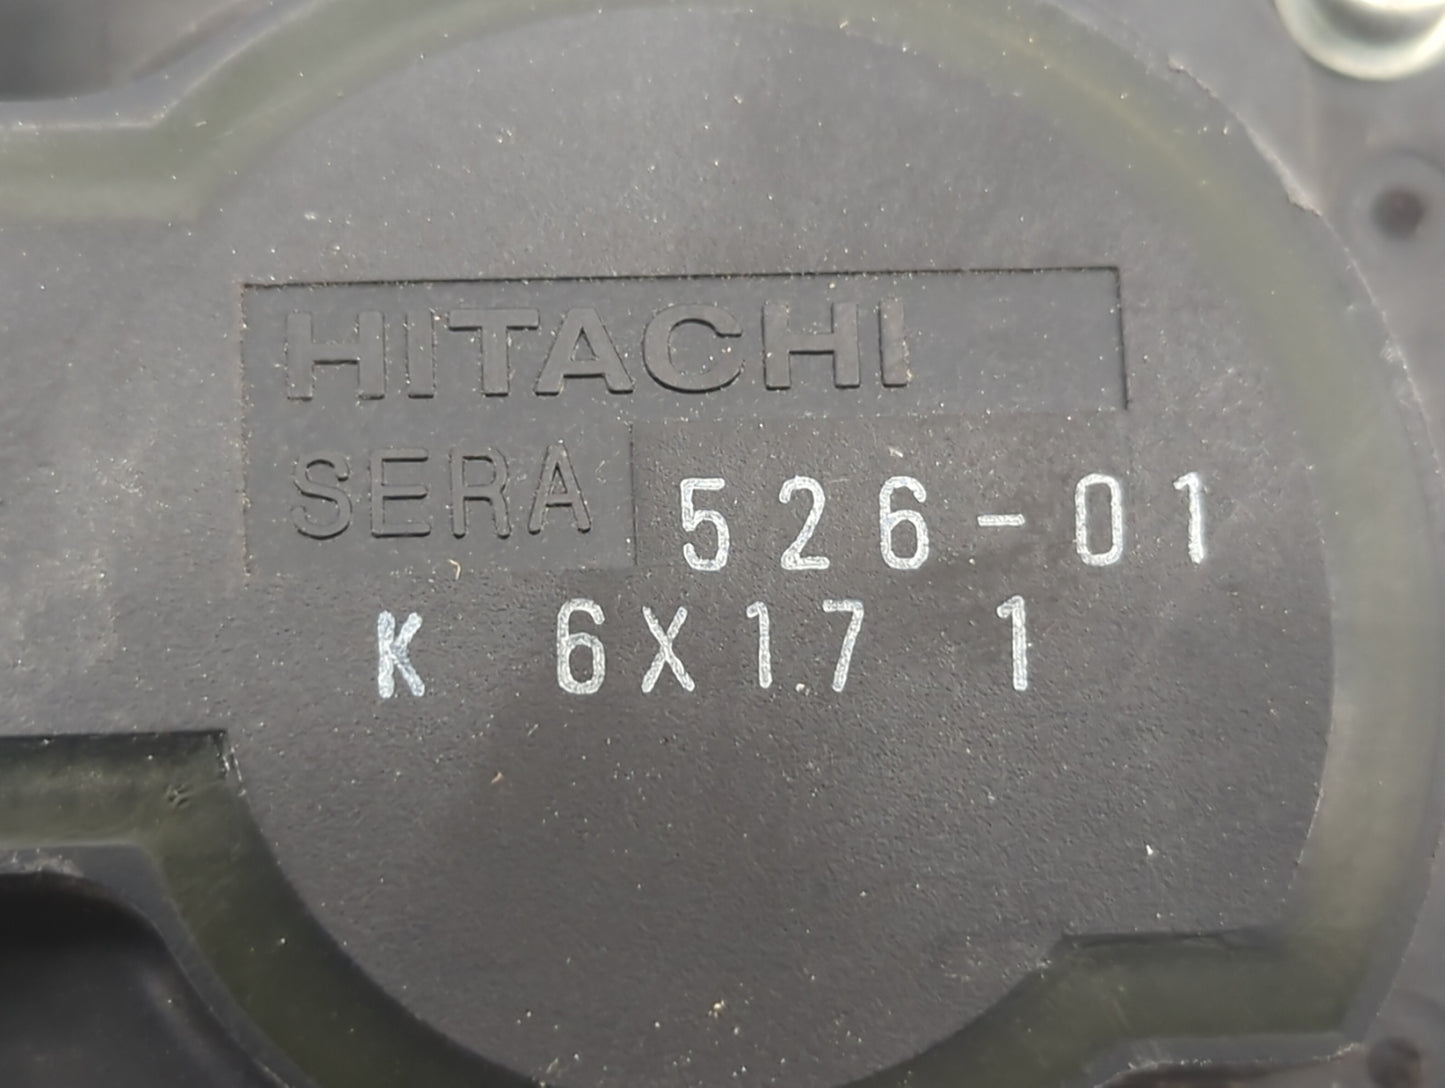 HITACHI
SERA 526-01
K 6X17 1